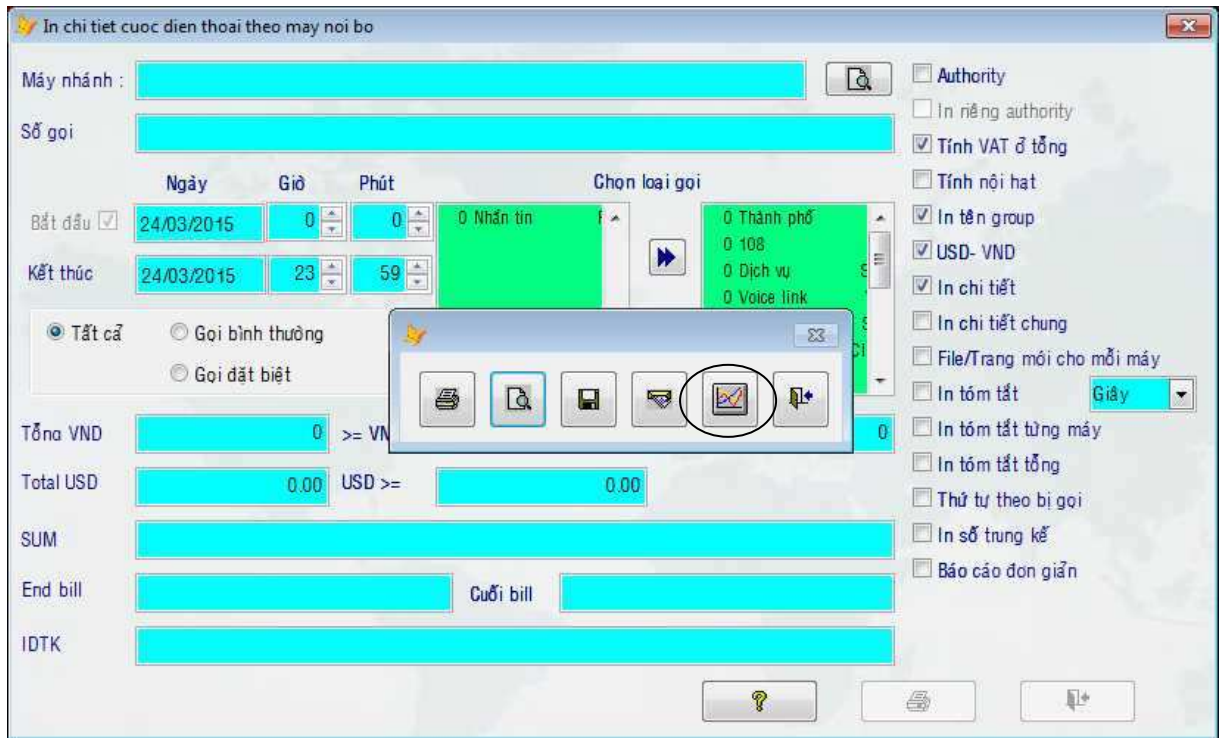 In chi tiet cuoc dien thoai theo may noi bo
Máy nhánh :
Số gọi
Ngày Giờ Phút Chọn loại gọi
Bắt đầu 24/03/2015 0 0
Kết thúc 24/03/2015 23 59
0 Nhắn tin
0 Thành phố
0 108
0 Dịch vụ S
0 Voice link
Tất cả Gọi bình thường
Gọi đặt biệt
Tổng VND 0 >= VN 0
Total USD 0.00 USD >= 0.00
SUM
End bill Cuối bill
IDTK
Authority
In riêng authority
Tính VAT ở tổng
Tính nội hạt
In tên group
USD- VND
In chi tiết
In chi tiết chung
File/Trang mới cho mỗi máy
In tóm tắt Giây
In tóm tắt từng máy
In tóm tắt tổng
Thứ tự theo bị gọi
In số trung kế
Báo cáo đơn giản